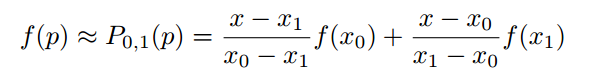 f(p) ≈ P_{0,1}(p) = \frac{x - x_1}{x_0 - x_1} f(x_0) + \frac{x - x_0}{x_1 - x_0} f(x_1)